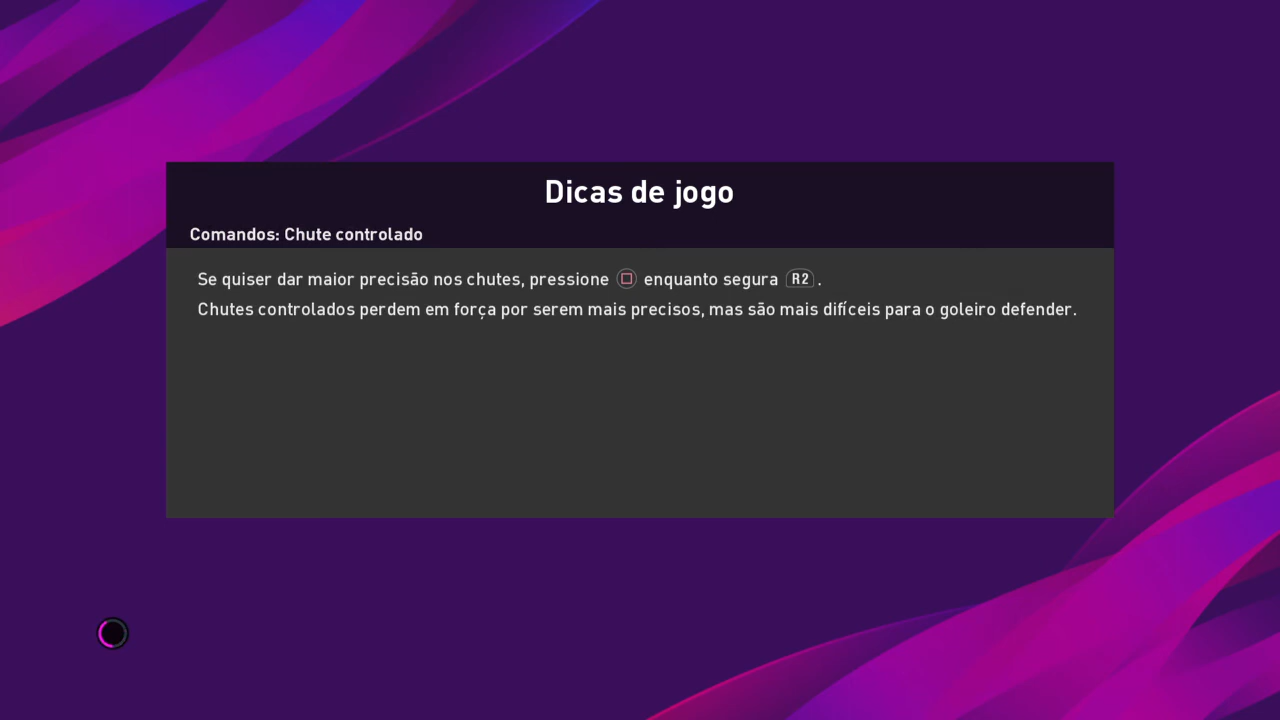 Dicas de jogo
Comandos: Chute controlado
Se quiser dar maior precisão nos chutes, pressione □ enquanto segura R2.
Chutes controlados perdem em força por serem mais precisos, mas são mais difíceis para o goleiro defender.